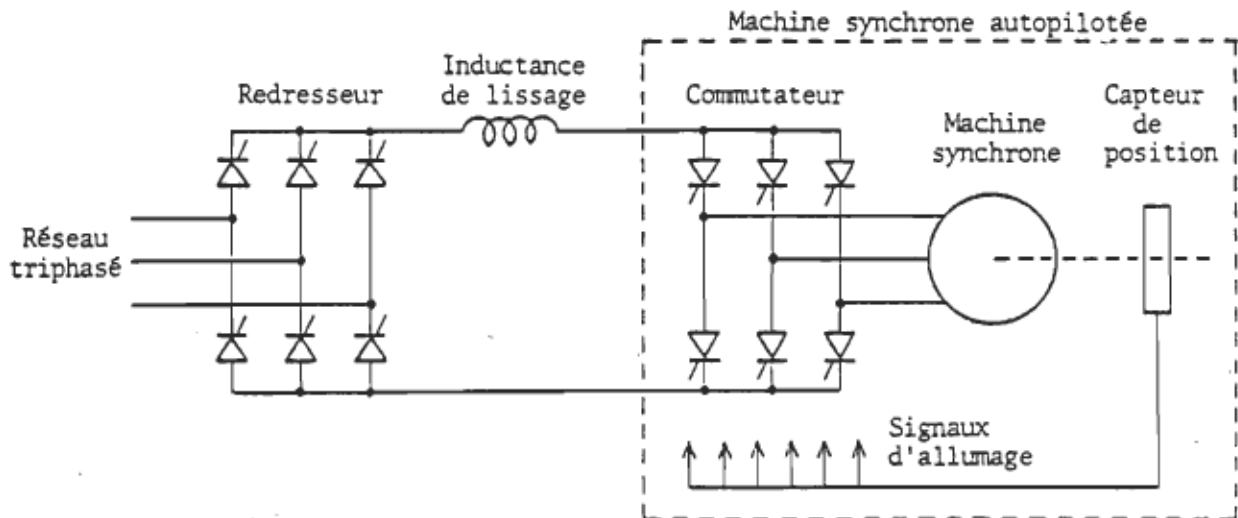 Machine synchrone autopilotée
Inductance
de lissage
Redresseur
Commutateur
Capteur
de
position
Machine
synchrone
Réseau
triphasé
Signaux
d'allumage